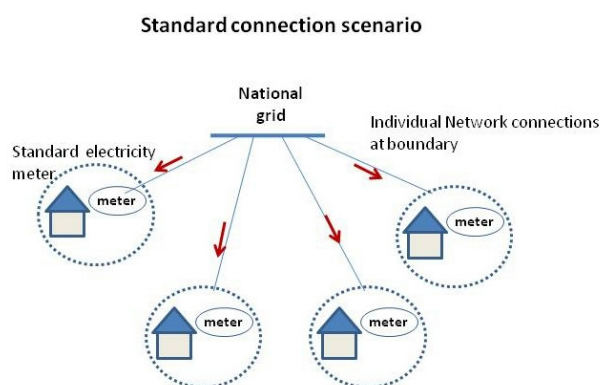 Standard connection scenario
National
grid
Individual Network connections
at boundary
Standard electricity
meter
meter
meter
meter
meter